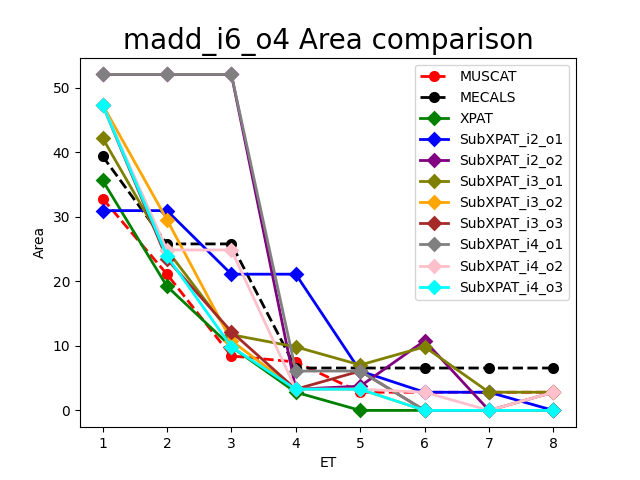 madd_i6_o4 Area comparison
Area
50
40
30
20
10
0
1 2 3 4 5 6 7 8
ET
MUSCAT
MECALS
XPAT
SubXPAT_i2_o1
SubXPAT_i2_o2
SubXPAT_i3_o1
SubXPAT_i3_o2
SubXPAT_i3_o3
SubXPAT_i4_o1
SubXPAT_i4_o2
SubXPAT_i4_o3